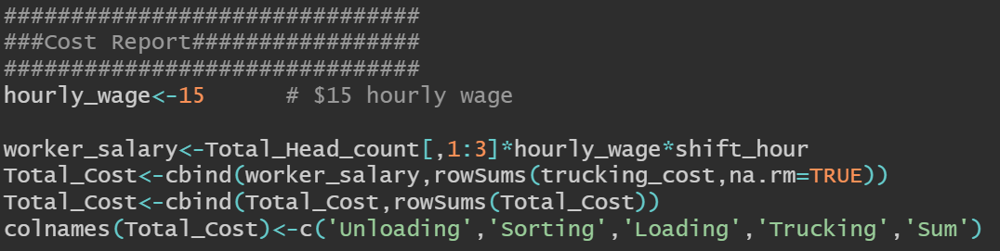 ###############################
###Cost Report#################
###############################
hourly_wage<-15      # $15 hourly wage
worker_salary<-Total_Head_count[,1:3]*hourly_wage*shift_hour
Total_Cost<-cbind(worker_salary,rowSums(trucking_cost,na.rm=TRUE))
Total_Cost<-cbind(Total_Cost,rowSums(Total_Cost))
colnames(Total_Cost)<-c('Unloading','Sorting','Loading','Trucking','Sum')